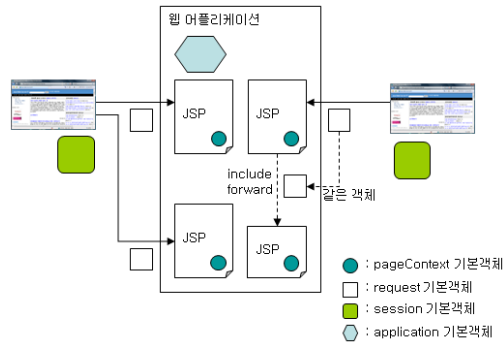 웹 어플리케이션
JSP
JSP
include
forward
같은 객체
JSP
JSP
: pageContext 기본객체
: request 기본객체
: session 기본객체
: application 기본객체